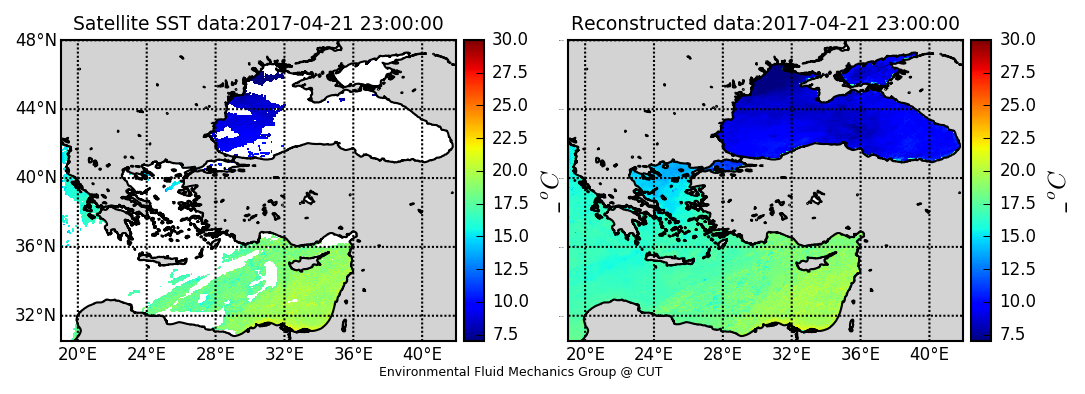 Satellite SST data:2017-04-21 23:00:00
Reconstructed data:2017-04-21 23:00:00
48°N
44°N
40°N
36°N
32°N
20°E 24°E 28°E 32°E 36°E 40°E
30.0
27.5
25.0
22.5
20.0
17.5
15.0
12.5
10.0
7.5
_°C
20°E 24°E 28°E 32°E 36°E 40°E
30.0
27.5
25.0
22.5
20.0
17.5
15.0
12.5
10.0
7.5
_°C
Environmental Fluid Mechanics Group @ CUT